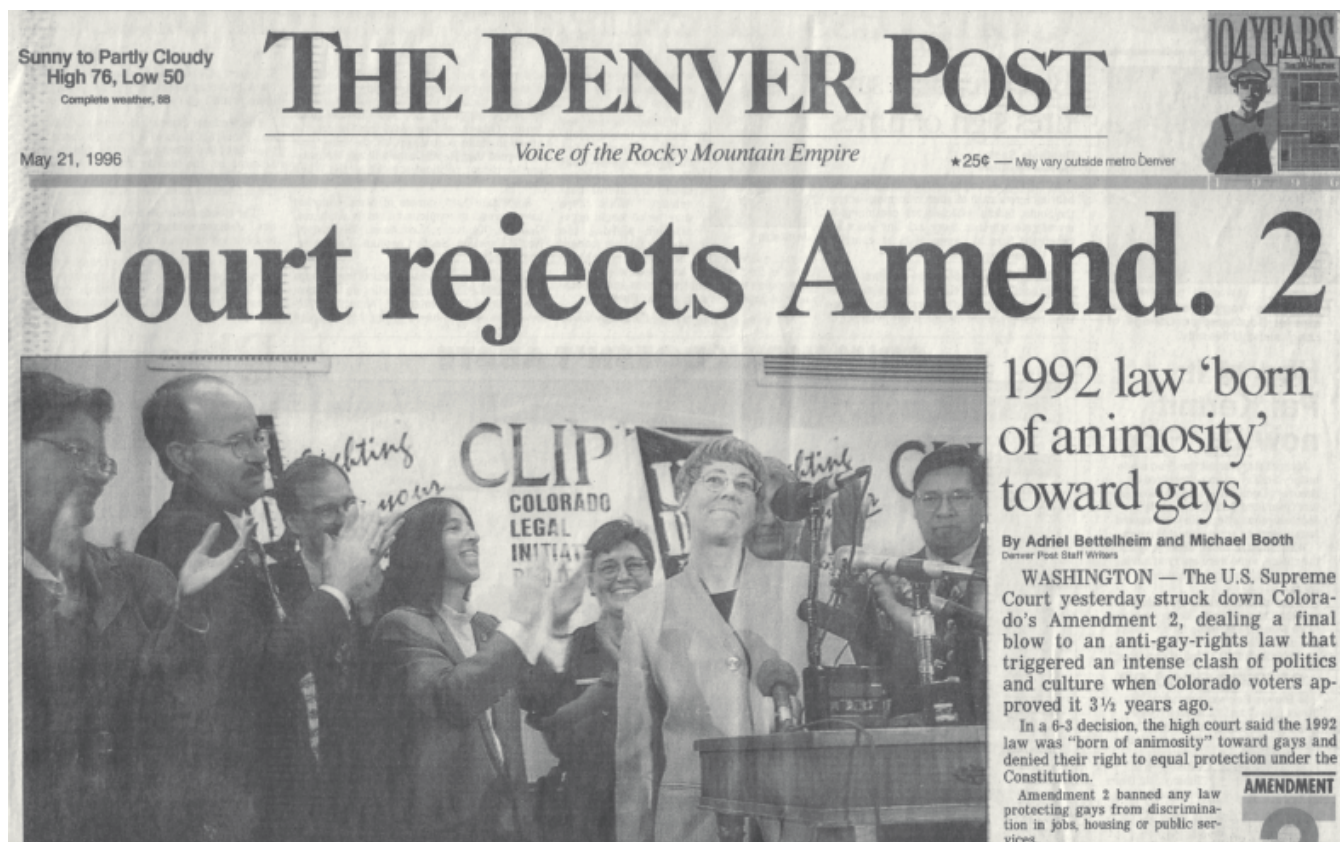 Sunny to Partly Cloudy
High 76, Low 50
Complete weather, 8B
May 21, 1996
THE DENVER POST
Voice of the Rocky Mountain Empire
★25¢ — May vary outside metro Denver
104 YEARS
Court rejects Amend. 2
CLIP
COLORADO
LEGAL
your
1992 law ‘born
of animosity’
toward gays
By Adriel Bettelheim and Michael Booth
Denver Post Staff Writers
WASHINGTON — The U.S. Supreme
Court yesterday struck down Colora-
do’s Amendment 2, dealing a final
blow to an anti-gay-rights law that
triggered an intense clash of politics
and culture when Colorado voters ap-
proved it 3½ years ago.
In a 6-3 decision, the high court said the 1992
law was “born of animosity” toward gays and
denied their right to equal protection under the
Constitution.
Amendment 2 banned any law
protecting gays from discrimina-
tion in jobs, housing or public ser-
vices.
AMENDMENT
2